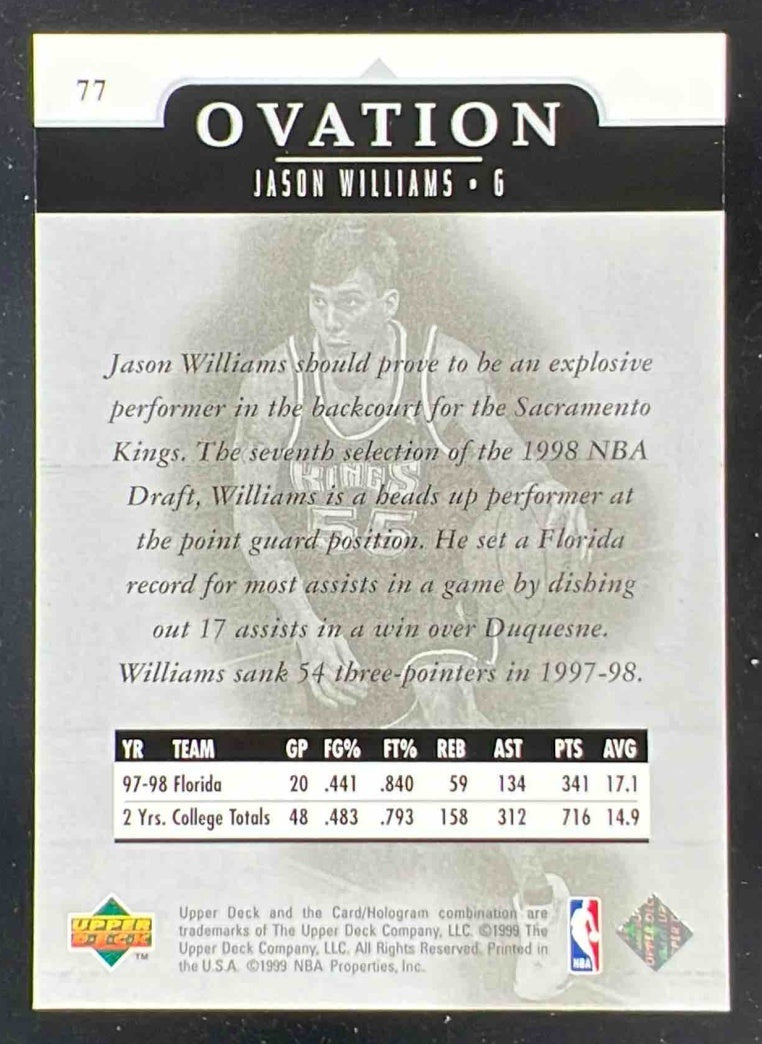 77
OVATION
JASON WILLIAMS • G
Jason Williams should prove to be an explosive
performer in the backcourt for the Sacramento
Kings. The seventh selection of the 1998 NBA
Draft, Williams is a heads up performer at
the point guard position. He set a Florida
record for most assists in a game by dishing
out 17 assists in a win over Duquesne.
Williams sank 54 three-pointers in 1997-98.
KINGS
55
YR TEAM GP FG% FT% REB AST PTS AVG
97-98 Florida 20 .441 .840 59 134 341 17.1
2 Yrs. College Totals 48 .483 .793 158 312 716 14.9
UPPER
DECK
TM
Upper Deck and the Card/Hologram combination are
trademarks of The Upper Deck Company, LLC. ©1999 The
Upper Deck Company, LLC. All Rights Reserved. Printed in
the U.S.A. ©1999 NBA Properties, Inc.
NBA